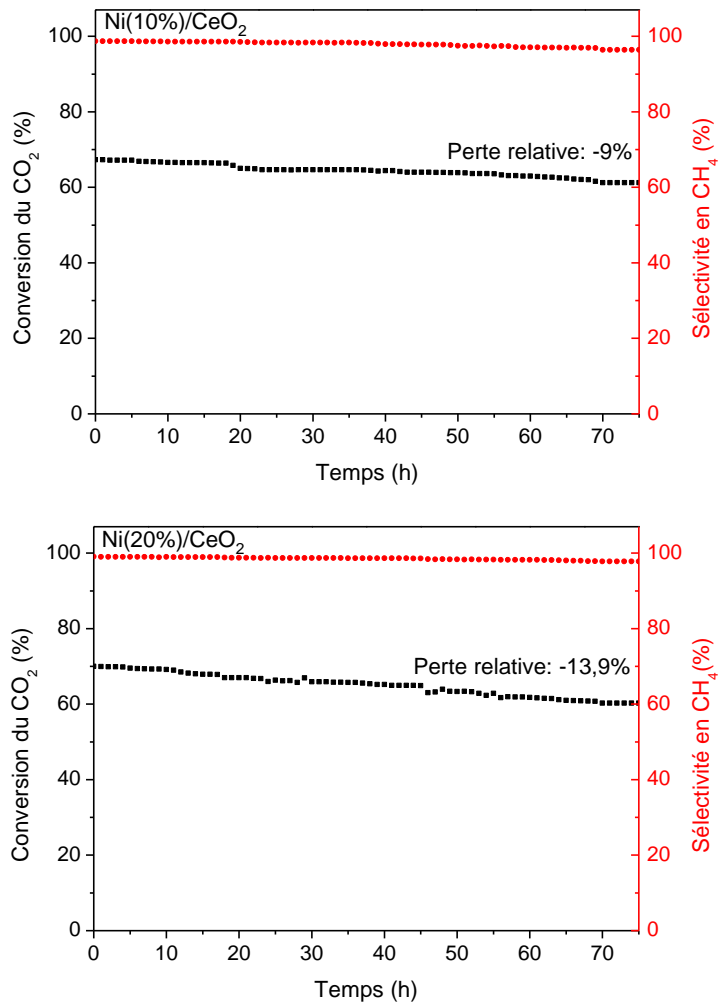 Ni(10%)/CeO2
100
80
60
40
20
0
Conversion du CO2 (%)
Perte relative: -9%
100
80
60
40
20
0
Sélectivité en CH4 (%)
0 10 20 30 40 50 60 70
Temps (h)
Ni(20%)/CeO2
100
80
60
40
20
0
Conversion du CO2 (%)
Perte relative: -13,9%
100
80
60
40
20
0
Sélectivité en CH4(%)
0 10 20 30 40 50 60 70
Temps (h)